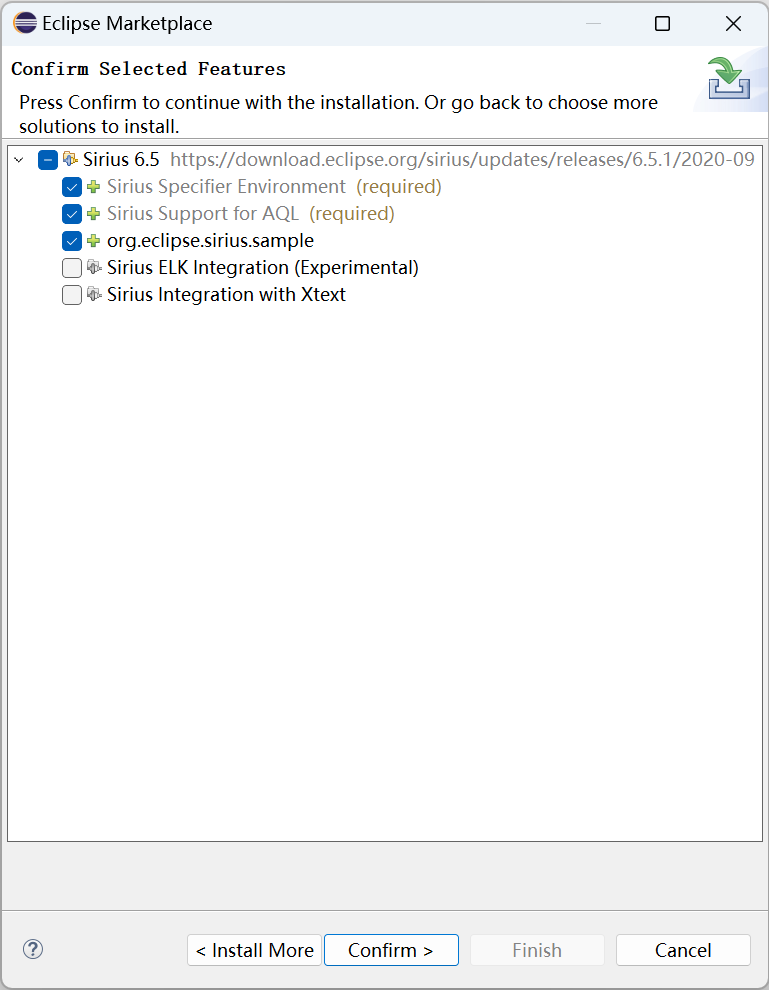 Eclipse Marketplace
Confirm Selected Features
Press Confirm to continue with the installation. Or go back to choose more
solutions to install.
Sirius 6.5 https://download.eclipse.org/sirius/updates/releases/6.5.1/2020-09
Sirius Specifier Environment (required)
Sirius Support for AQL (required)
org.eclipse.sirius.sample
Sirius ELK Integration (Experimental)
Sirius Integration with Xtext
? < Install More Confirm > Finish Cancel